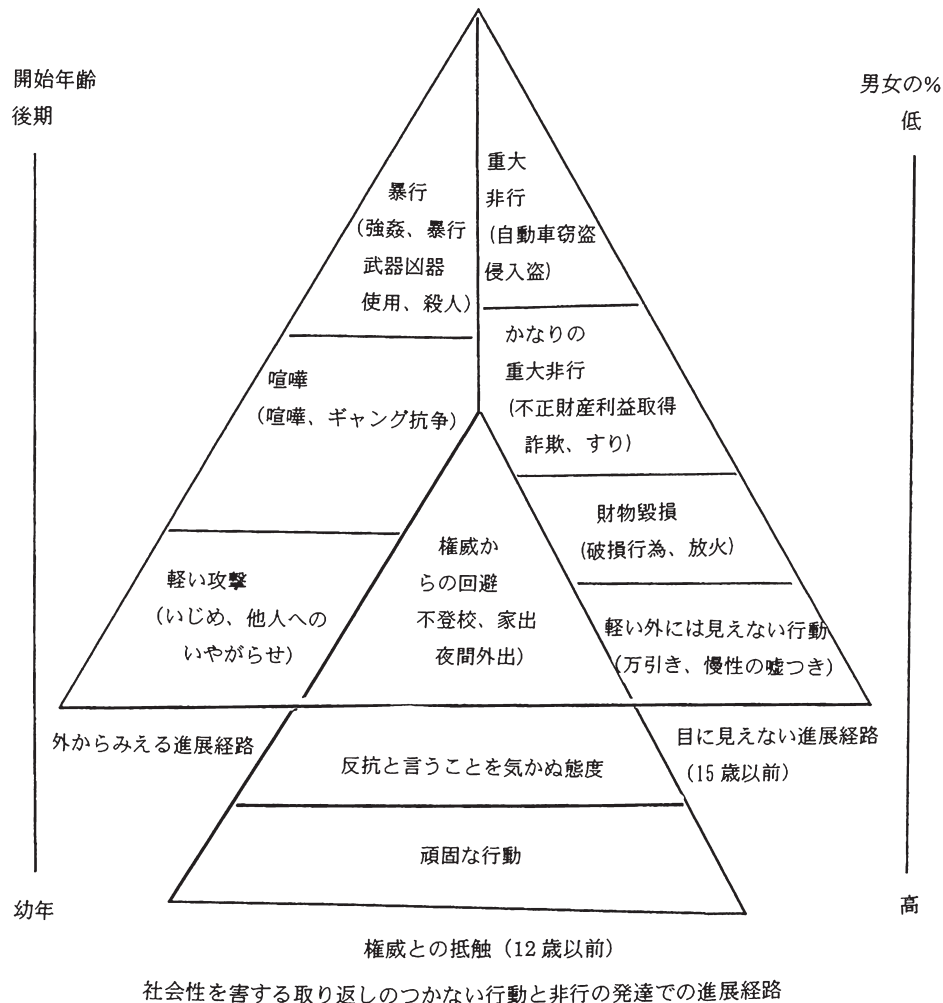 開始年齢
後期
男女の%
低
暴行
(強姦、暴行
武器凶器
使用、殺人)
重大
非行
(自動車窃盗
侵入盗)
喧嘩
(喧嘩、ギャング抗争)
かなりの
重大非行
(不正財産利益取得
詐欺、すり)
財物毀損
(破損行為、放火)
軽い攻撃
(いじめ、他人への
いやがらせ)
権威か
らの回避
不登校、家出
夜間外出)
軽い外には見えない行動
(万引き、慢性の嘘つき)
外からみえる進展経路
目に見えない進展経路
(15歳以前)
反抗と言うことを気かぬ態度
頑固な行動
幼年
高
権威との抵触(12歳以前)
社会性を害する取り返しのつかない行動と非行の発達での進展経路